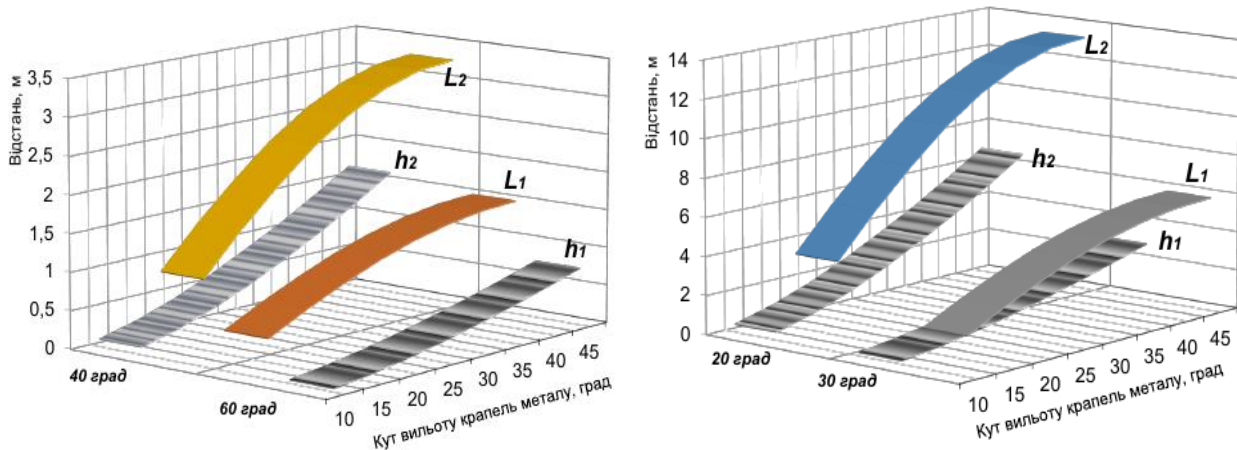 Відстань, м
3,5
3
2,5
2
1,5
1
0,5
0
L2
h2
L1
h1
40 град
60 град
10 15 20 25 30 35 40 45
Кут вильоту крапель металу, град
Відстань, м
14
12
10
8
6
4
2
0
L2
h2
L1
h1
20 град
30 град
10 15 20 25 30 35 40 45
Кут вильоту крапель металу, град